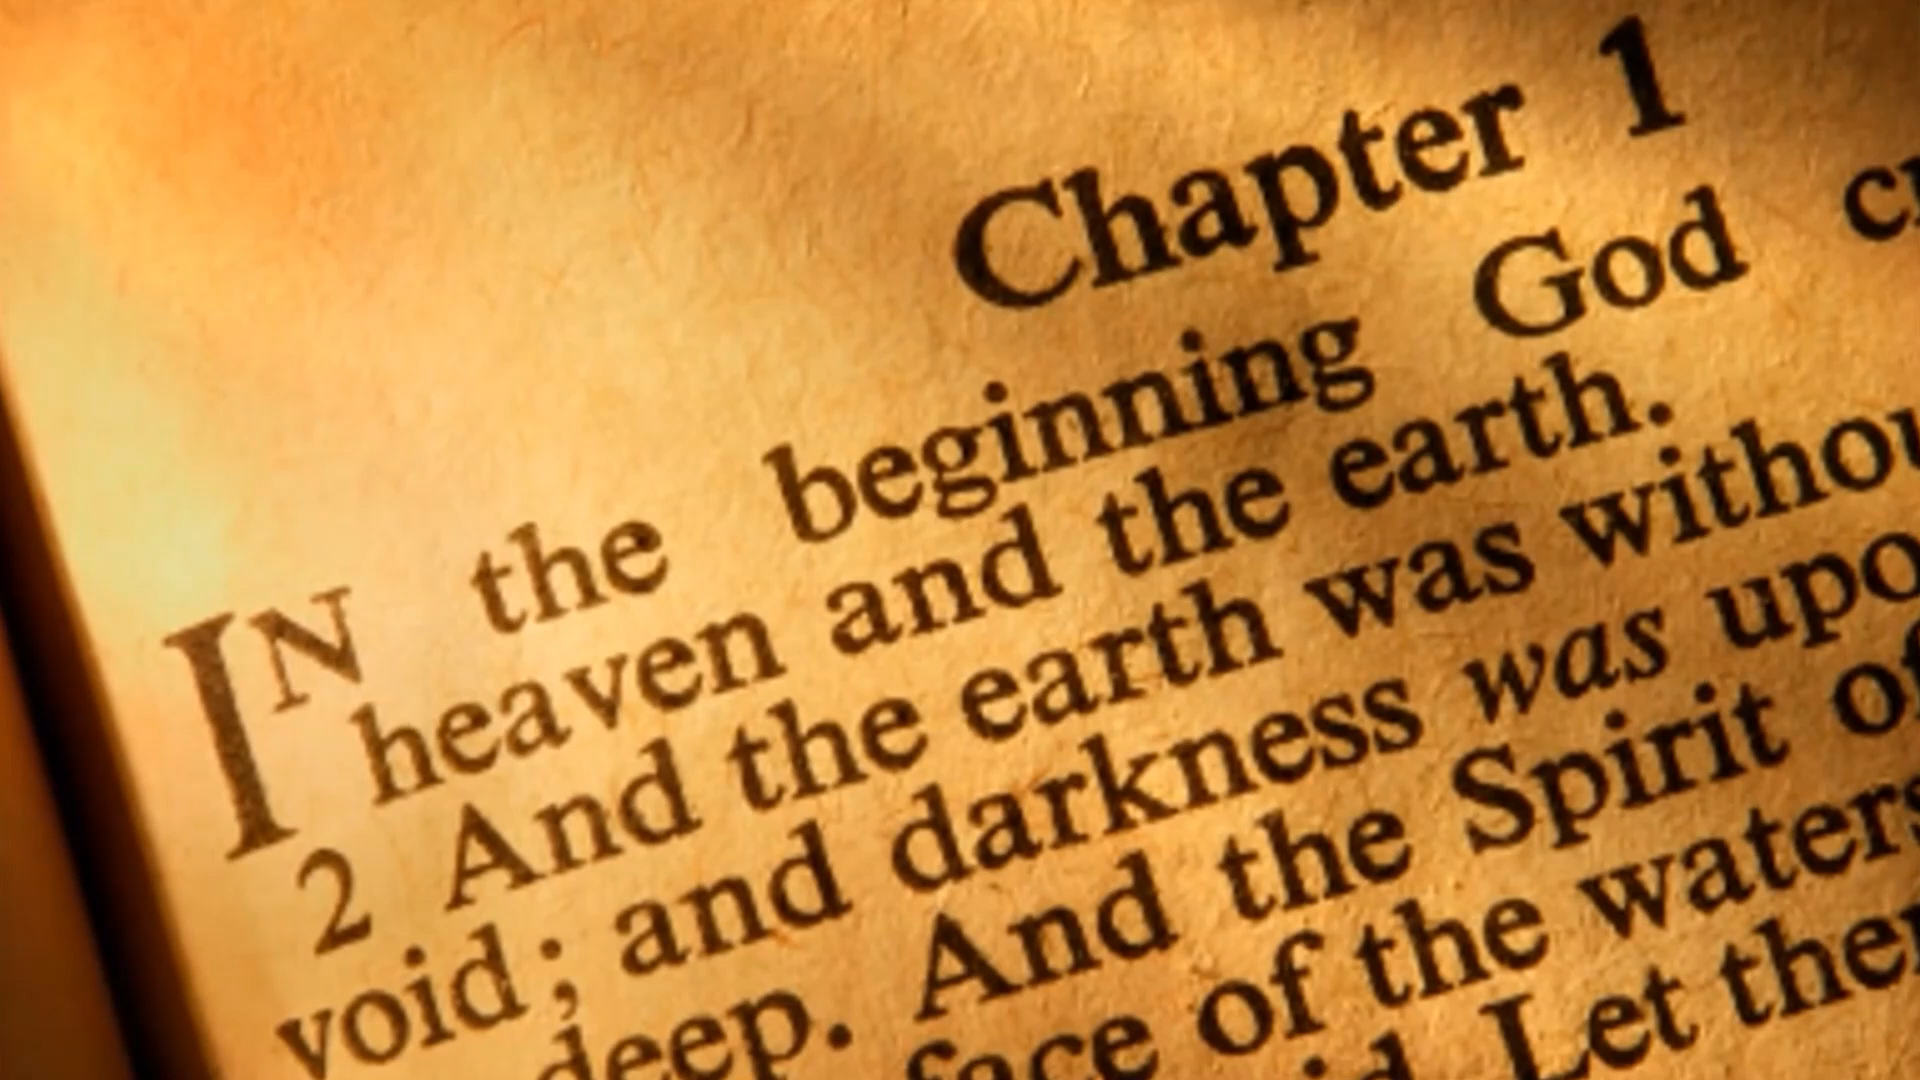 Chapter 1
IN the beginning God
heaven and the earth.
2 And the earth was
void; and darkness was
deep. And the Spirit of
face of the waters
Let